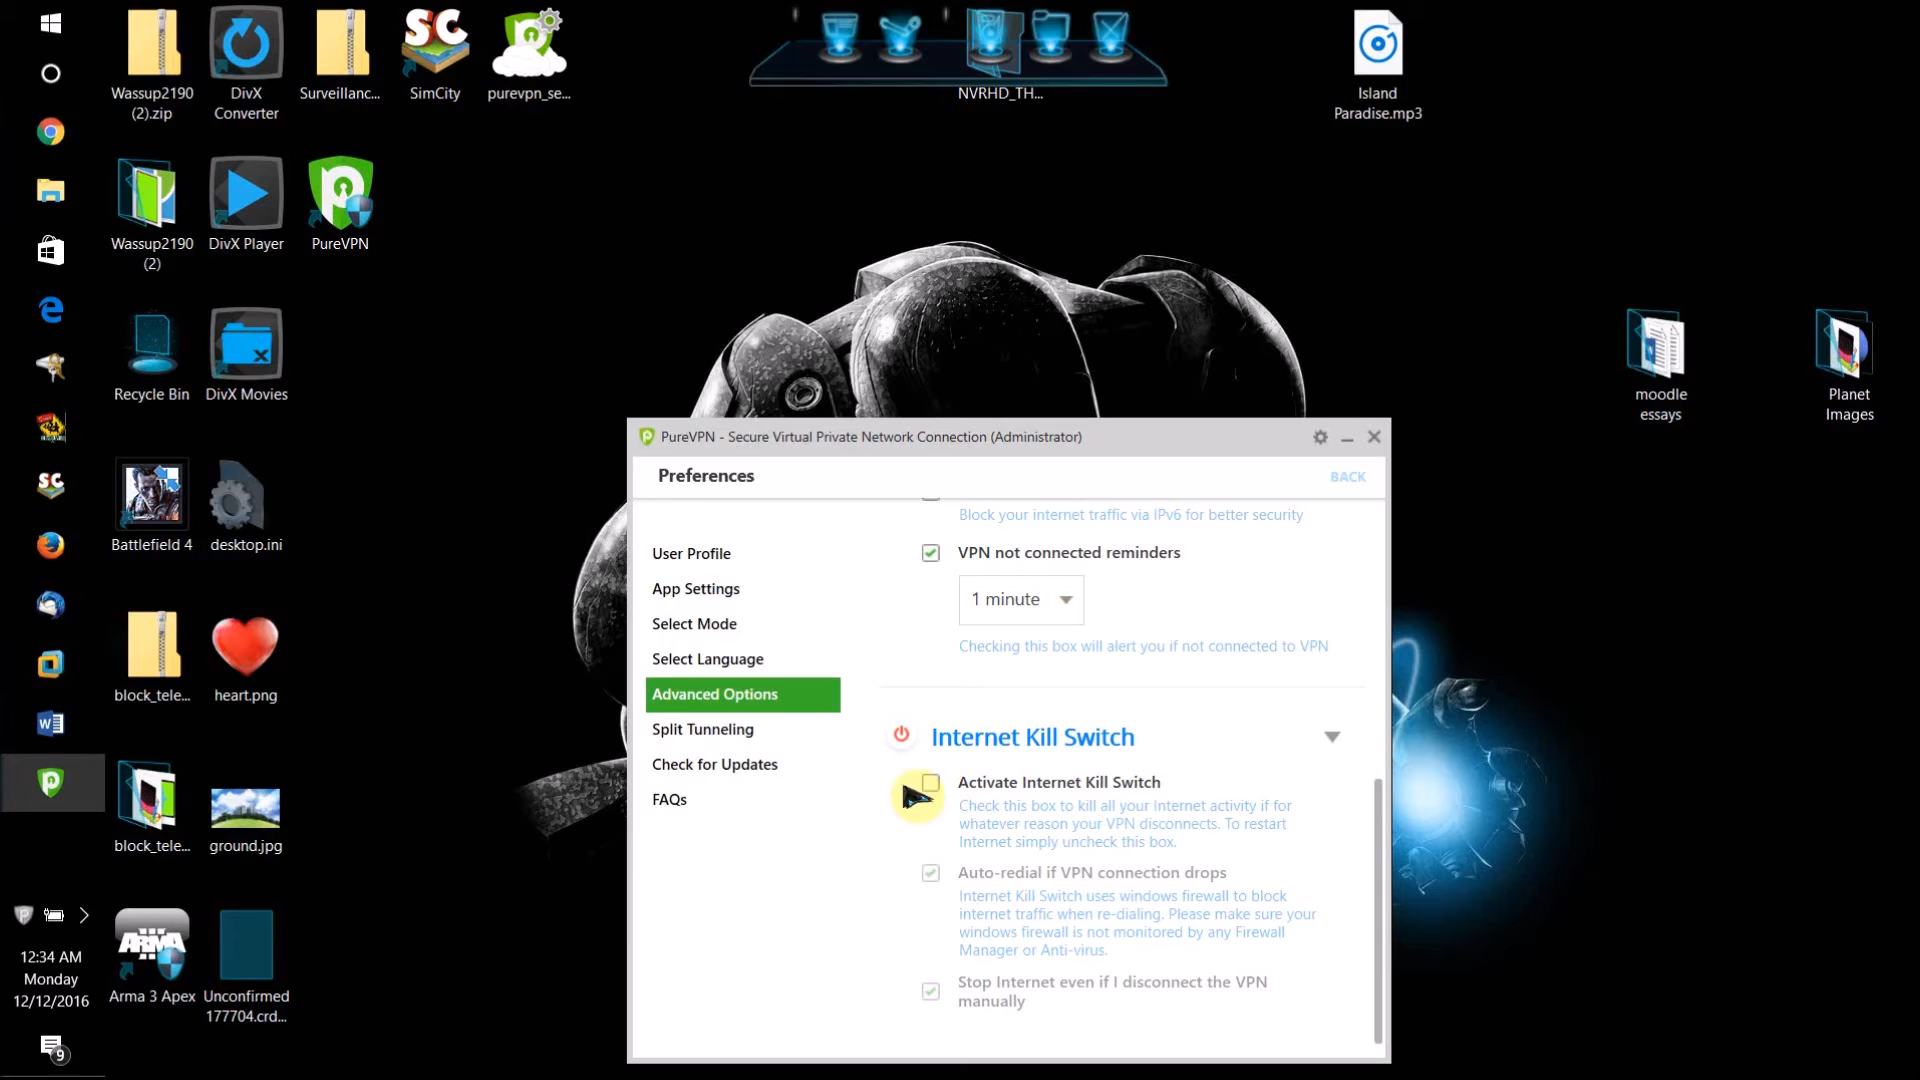 Wassup2190
(2).zip
DivX
Converter
Surveillanc...
SimCity
purevpn_se...
NVRHD_TH...
Island
Paradise.mp3
Wassup2190
(2)
DivX Player
PureVPN
Recycle Bin
DivX Movies
moodle
essays
Planet
Images
Battlefield 4
desktop.ini
block_tele...
heart.png
block_tele...
ground.jpg
Arma 3 Apex
Unconfirmed
177704.crd...
SC
SC
ARMA
III
12:34 AM
Monday
12/12/2016
9
PureVPN - Secure Virtual Private Network Connection (Administrator)
Preferences
BACK
User Profile
App Settings
Select Mode
Select Language
Advanced Options
Split Tunneling
Check for Updates
FAQs
Block your internet traffic via IPv6 for better security
VPN not connected reminders
1 minute
Checking this box will alert you if not connected to VPN
Internet Kill Switch
Activate Internet Kill Switch
Check this box to kill all your Internet activity if for
whatever reason your VPN disconnects. To restart
Internet simply uncheck this box.
Auto-redial if VPN connection drops
Internet Kill Switch uses windows firewall to block
internet traffic when re-dialing. Please make sure your
windows firewall is not monitored by any Firewall
Manager or Anti-virus.
Stop Internet even if I disconnect the VPN
manually